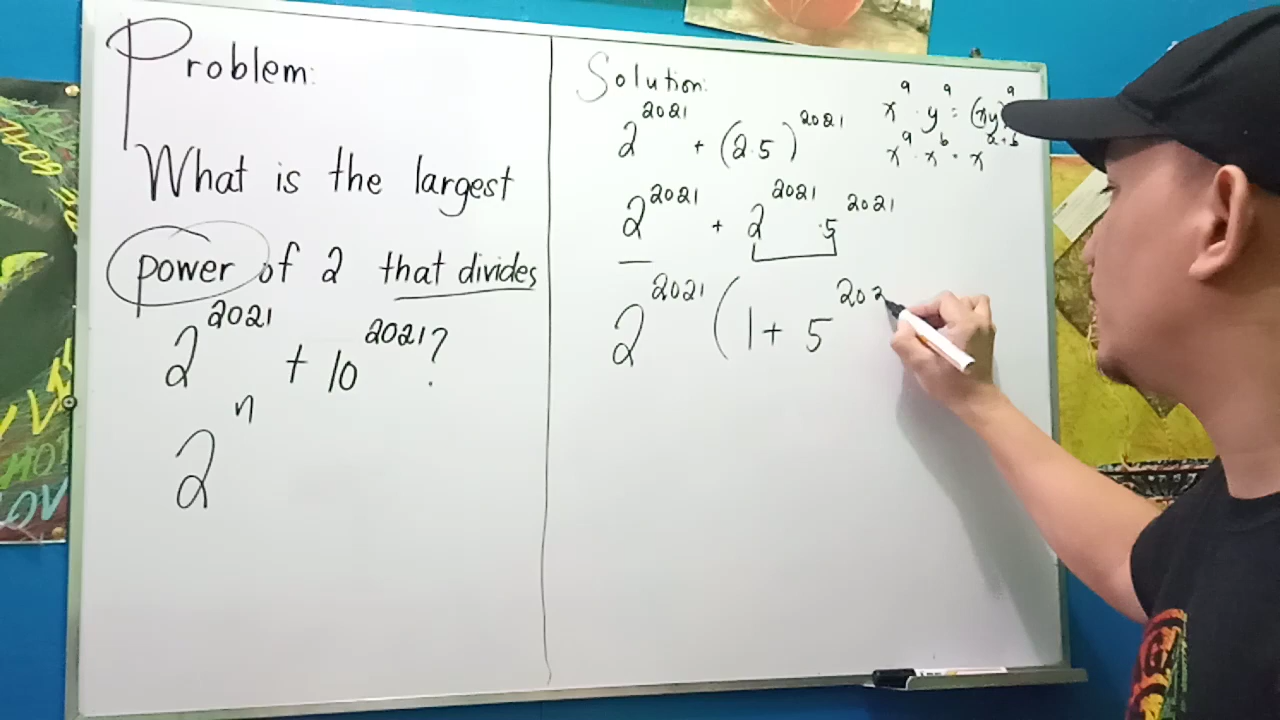 Problem:
What is the largest
power of 2 that divides
2^2021 + 10^2021?
2^n
Solution:
2^2021 + (2·5)^2021
2^2021 + 2^2021 ·5^2021
2^2021 (1 + 5^202
x^a · y^a = (xy)^a
x^a · x^b = x^a+b